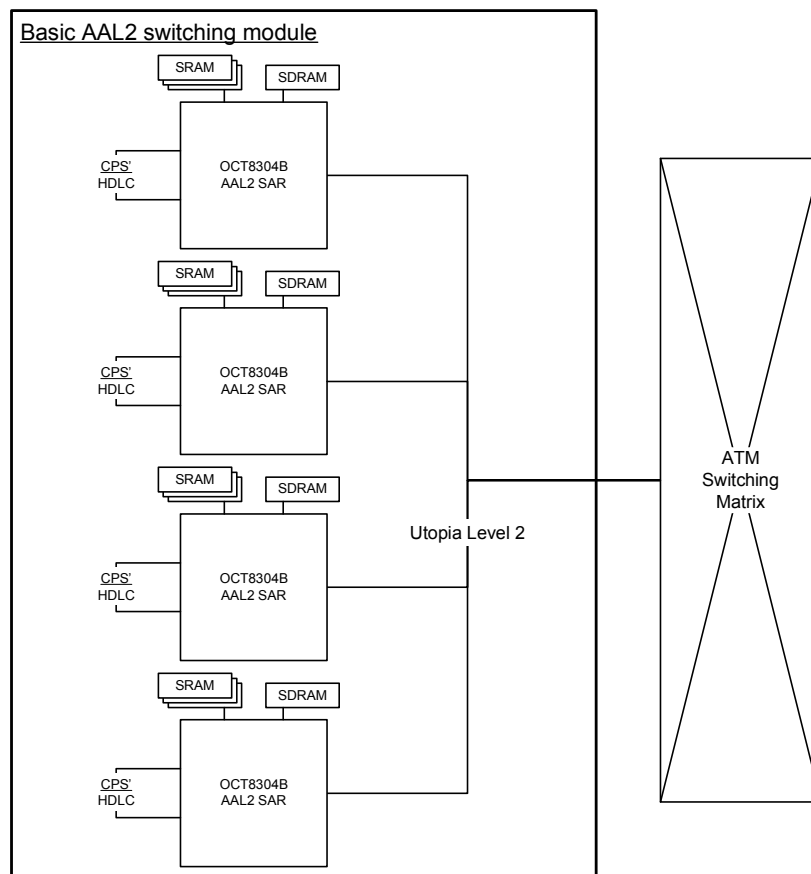 Basic AAL2 switching module
SRAM
SDRAM
CPS'
HDLC
OCT8304B
AAL2 SAR
SRAM
SDRAM
CPS'
HDLC
OCT8304B
AAL2 SAR
ATM
Switching
Matrix
SRAM
SDRAM
Utopia Level 2
CPS'
HDLC
OCT8304B
AAL2 SAR
SRAM
SDRAM
CPS'
HDLC
OCT8304B
AAL2 SAR